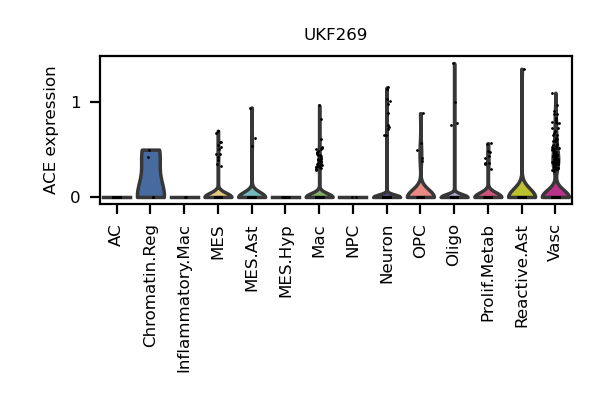 UKF269
ACE expression
1
0
AC
Chromatin.Reg
Inflammatory.Mac
MES
MES.Ast
MES.Hyp
Mac
NPC
Neuron
OPC
Oligo
Prolif.Metab
Reactive.Ast
Vasc